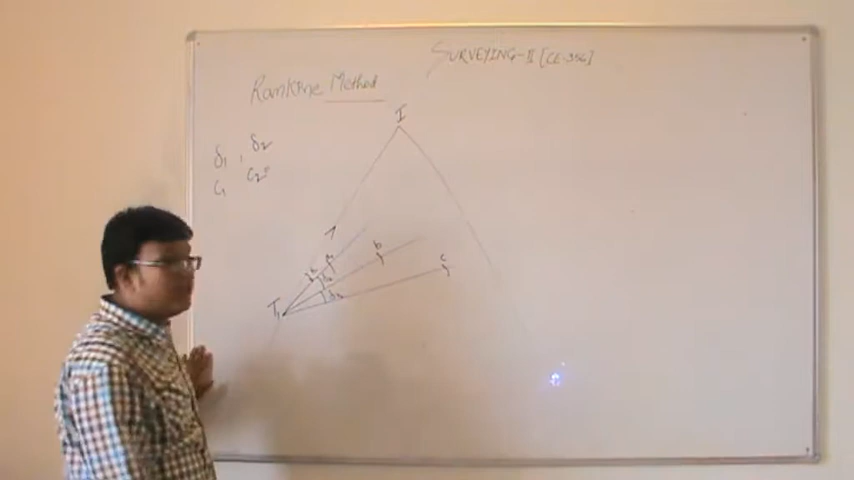 SURVEYING-II [CE-356]
Rankine Method
I
δ1 , δ2
C1 C2
b
c
T1